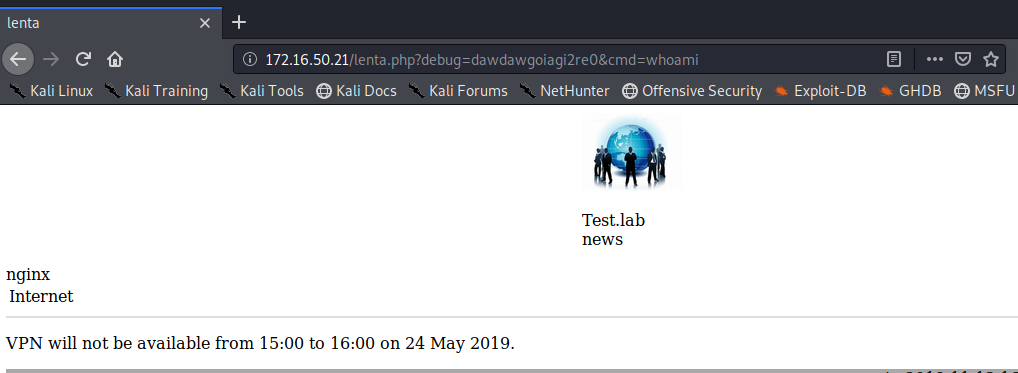 lenta
172.16.50.21/lenta.php?debug=dawdawgoiagi2re0&cmd=whoami
Kali Linux Kali Training Kali Tools Kali Docs Kali Forums NetHunter Offensive Security Exploit-DB GHDB MSFU
Test.lab
news
nginx
Internet
VPN will not be available from 15:00 to 16:00 on 24 May 2019.